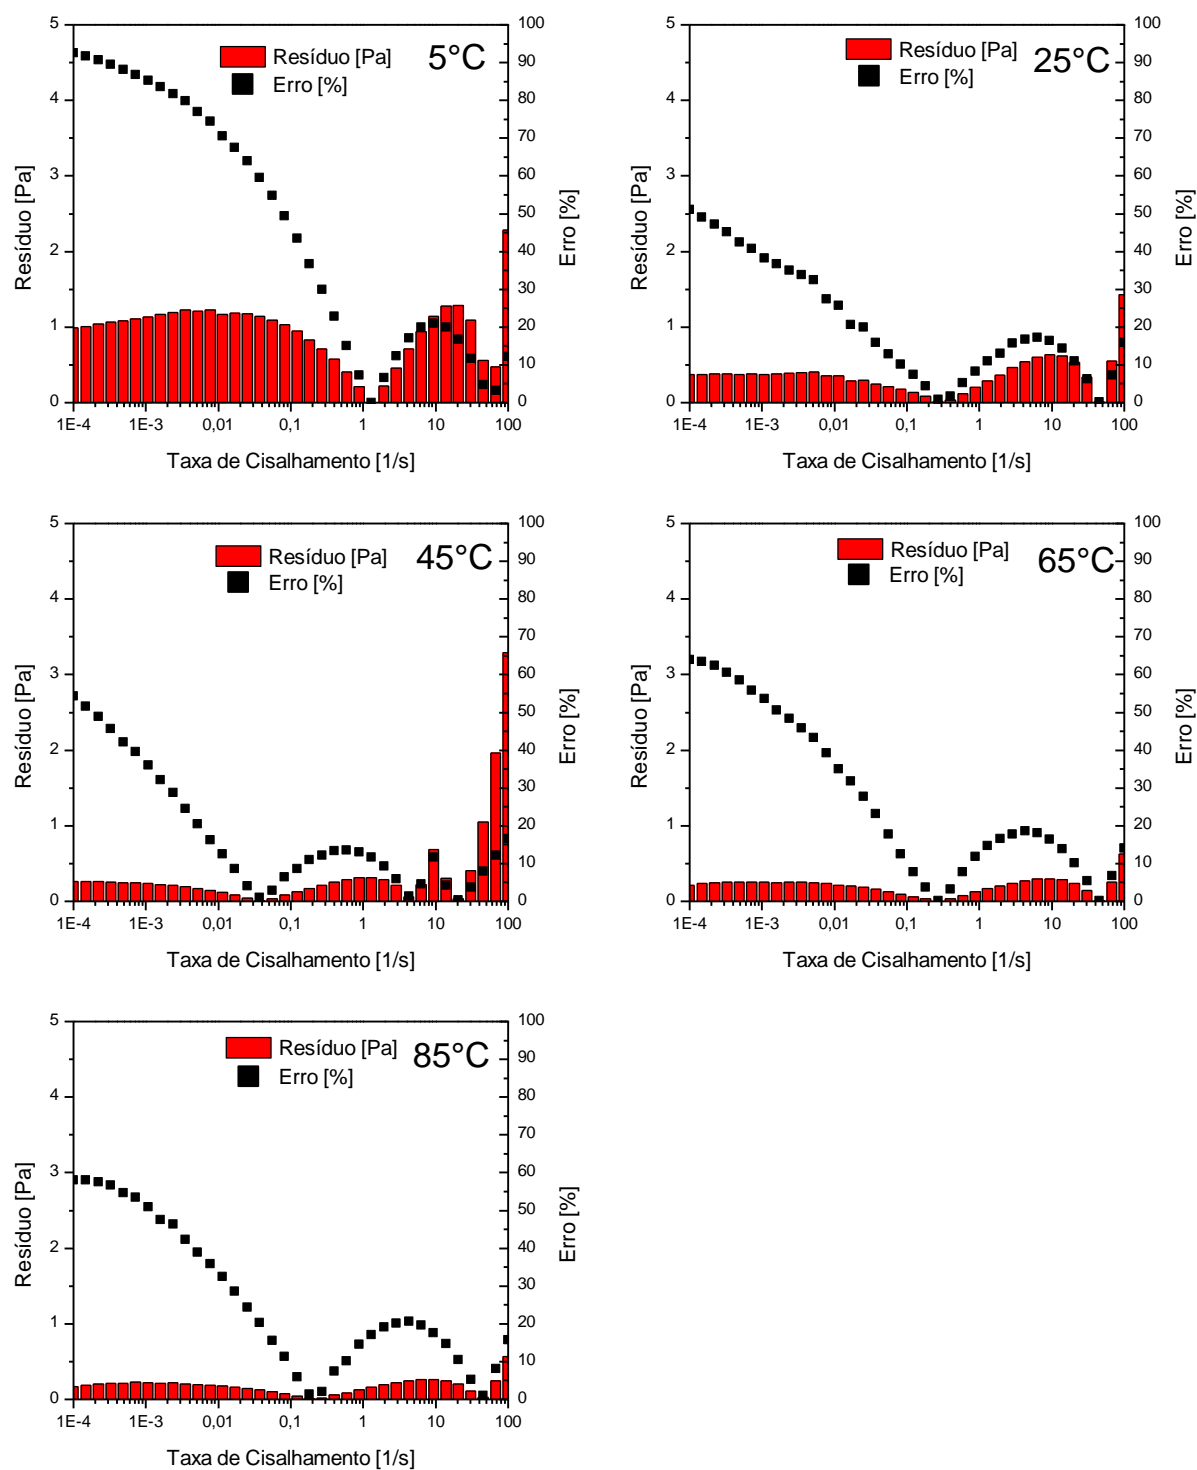 5°C
Resíduo [Pa]
Erro [%]
5
4
3
2
1
0
Resíduo [Pa]
100
90
80
70
60
50
40
30
20
10
0
Erro [%]
1E-4 1E-3 0,01 0,1 1 10 100
Taxa de Cisalhamento [1/s]
25°C
Resíduo [Pa]
Erro [%]
5
4
3
2
1
0
Resíduo [Pa]
100
90
80
70
60
50
40
30
20
10
0
Erro [%]
1E-4 1E-3 0,01 0,1 1 10 100
Taxa de Cisalhamento [1/s]
45°C
Resíduo [Pa]
Erro [%]
5
4
3
2
1
0
Resíduo [Pa]
100
90
80
70
60
50
40
30
20
10
0
Erro [%]
1E-4 1E-3 0,01 0,1 1 10 100
Taxa de Cisalhamento [1/s]
65°C
Resíduo [Pa]
Erro [%]
5
4
3
2
1
0
Resíduo [Pa]
100
90
80
70
60
50
40
30
20
10
0
Erro [%]
1E-4 1E-3 0,01 0,1 1 10 100
Taxa de Cisalhamento [1/s]
85°C
Resíduo [Pa]
Erro [%]
5
4
3
2
1
0
Resíduo [Pa]
100
90
80
70
60
50
40
30
20
10
0
Erro [%]
1E-4 1E-3 0,01 0,1 1 10 100
Taxa de Cisalhamento [1/s]